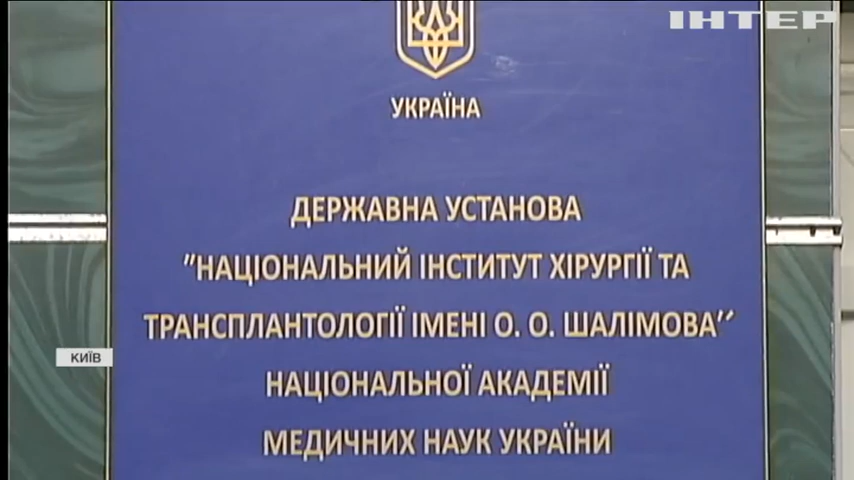 ІНТЕР
УКРАЇНА
ДЕРЖАВНА УСТАНОВА
"НАЦІОНАЛЬНИЙ ІНСТИТУТ ХІРУРГІЇ ТА
ТРАНСПЛАНТОЛОГІЇ ІМЕНІ О. О. ШАЛІМОВА''
КИЇВ
НАЦІОНАЛЬНОЇ АКАДЕМІЇ
МЕДИЧНИХ НАУК УКРАЇНИ